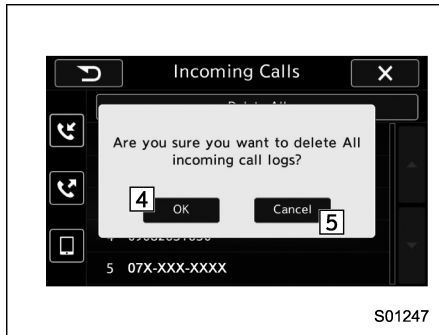 Incoming Calls
Are you sure you want to delete All
incoming call logs?
4
OK
Cancel
5
5 07X-XXX-XXXX
S01247